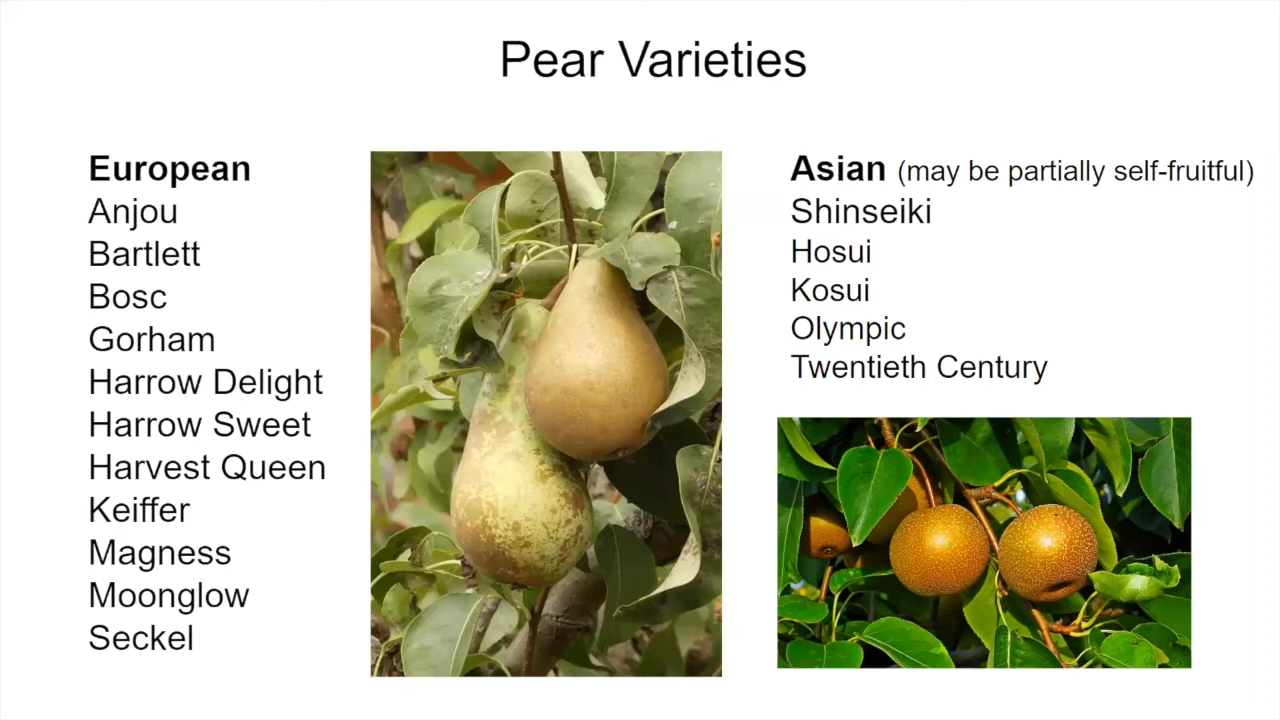 Pear Varieties
European
Anjou
Bartlett
Bosc
Gorham
Harrow Delight
Harrow Sweet
Harvest Queen
Keiffer
Magness
Moonglow
Seckel
Asian (may be partially self-fruitful)
Shinseiki
Hosui
Kosui
Olympic
Twentieth Century